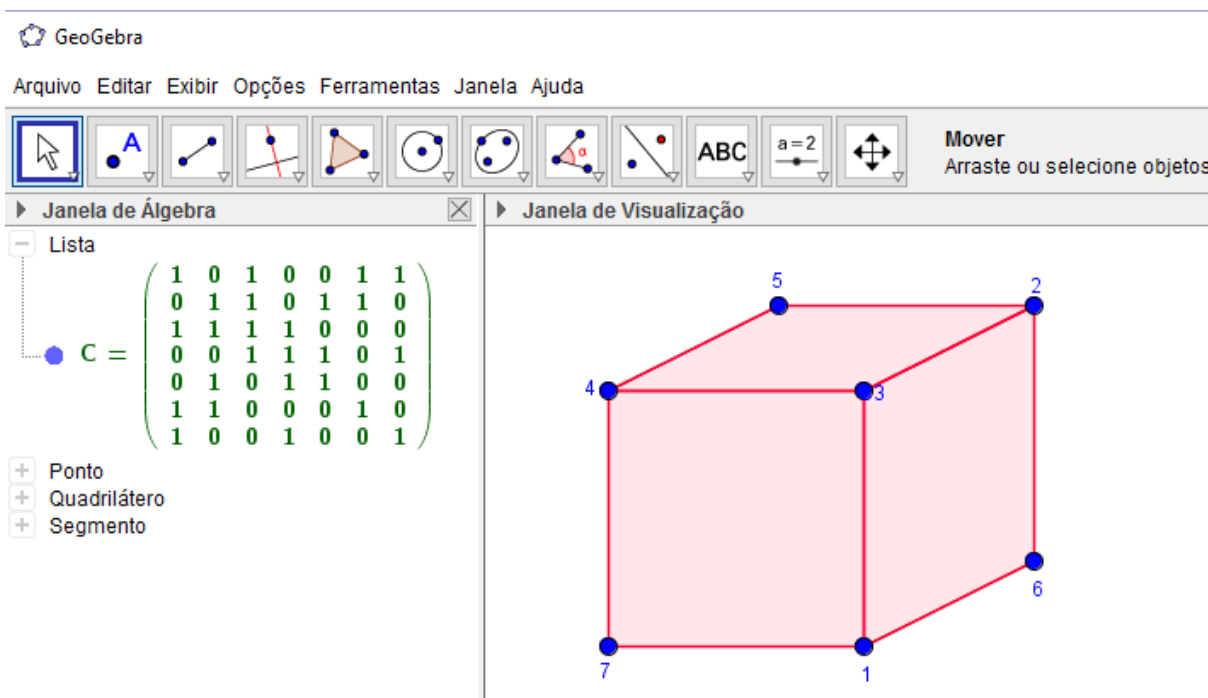 GeoGebra
Arquivo Editar Exibir Opções Ferramentas Janela Ajuda
A
α
ABC
a = 2
Mover
Arraste ou selecione objetos
Janela de Álgebra
Janela de Visualização
Lista
C =
1 0 1 0 0 1 1
0 1 1 0 1 1 0
1 1 1 1 0 0 0
0 0 1 1 1 0 1
0 1 0 1 1 0 0
1 1 0 0 0 1 0
1 0 0 1 0 0 1
Ponto
Quadrilátero
Segmento
5
2
4
3
6
7
1